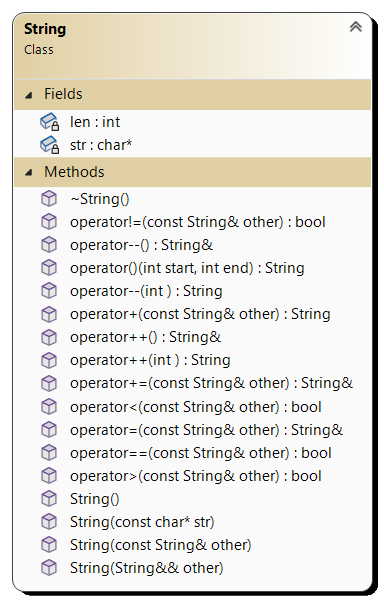 String
Class
Fields
len : int
str : char*
Methods
~String()
operator!=(const String& other) : bool
operator--() : String&
operator()(int start, int end) : String
operator--(int ) : String
operator+(const String& other) : String
operator++() : String&
operator++(int ) : String
operator+=(const String& other) : String&
operator<(const String& other) : bool
operator=(const String& other) : String&
operator==(const String& other) : bool
operator>(const String& other) : bool
String()
String(const char* str)
String(const String& other)
String(String&& other)